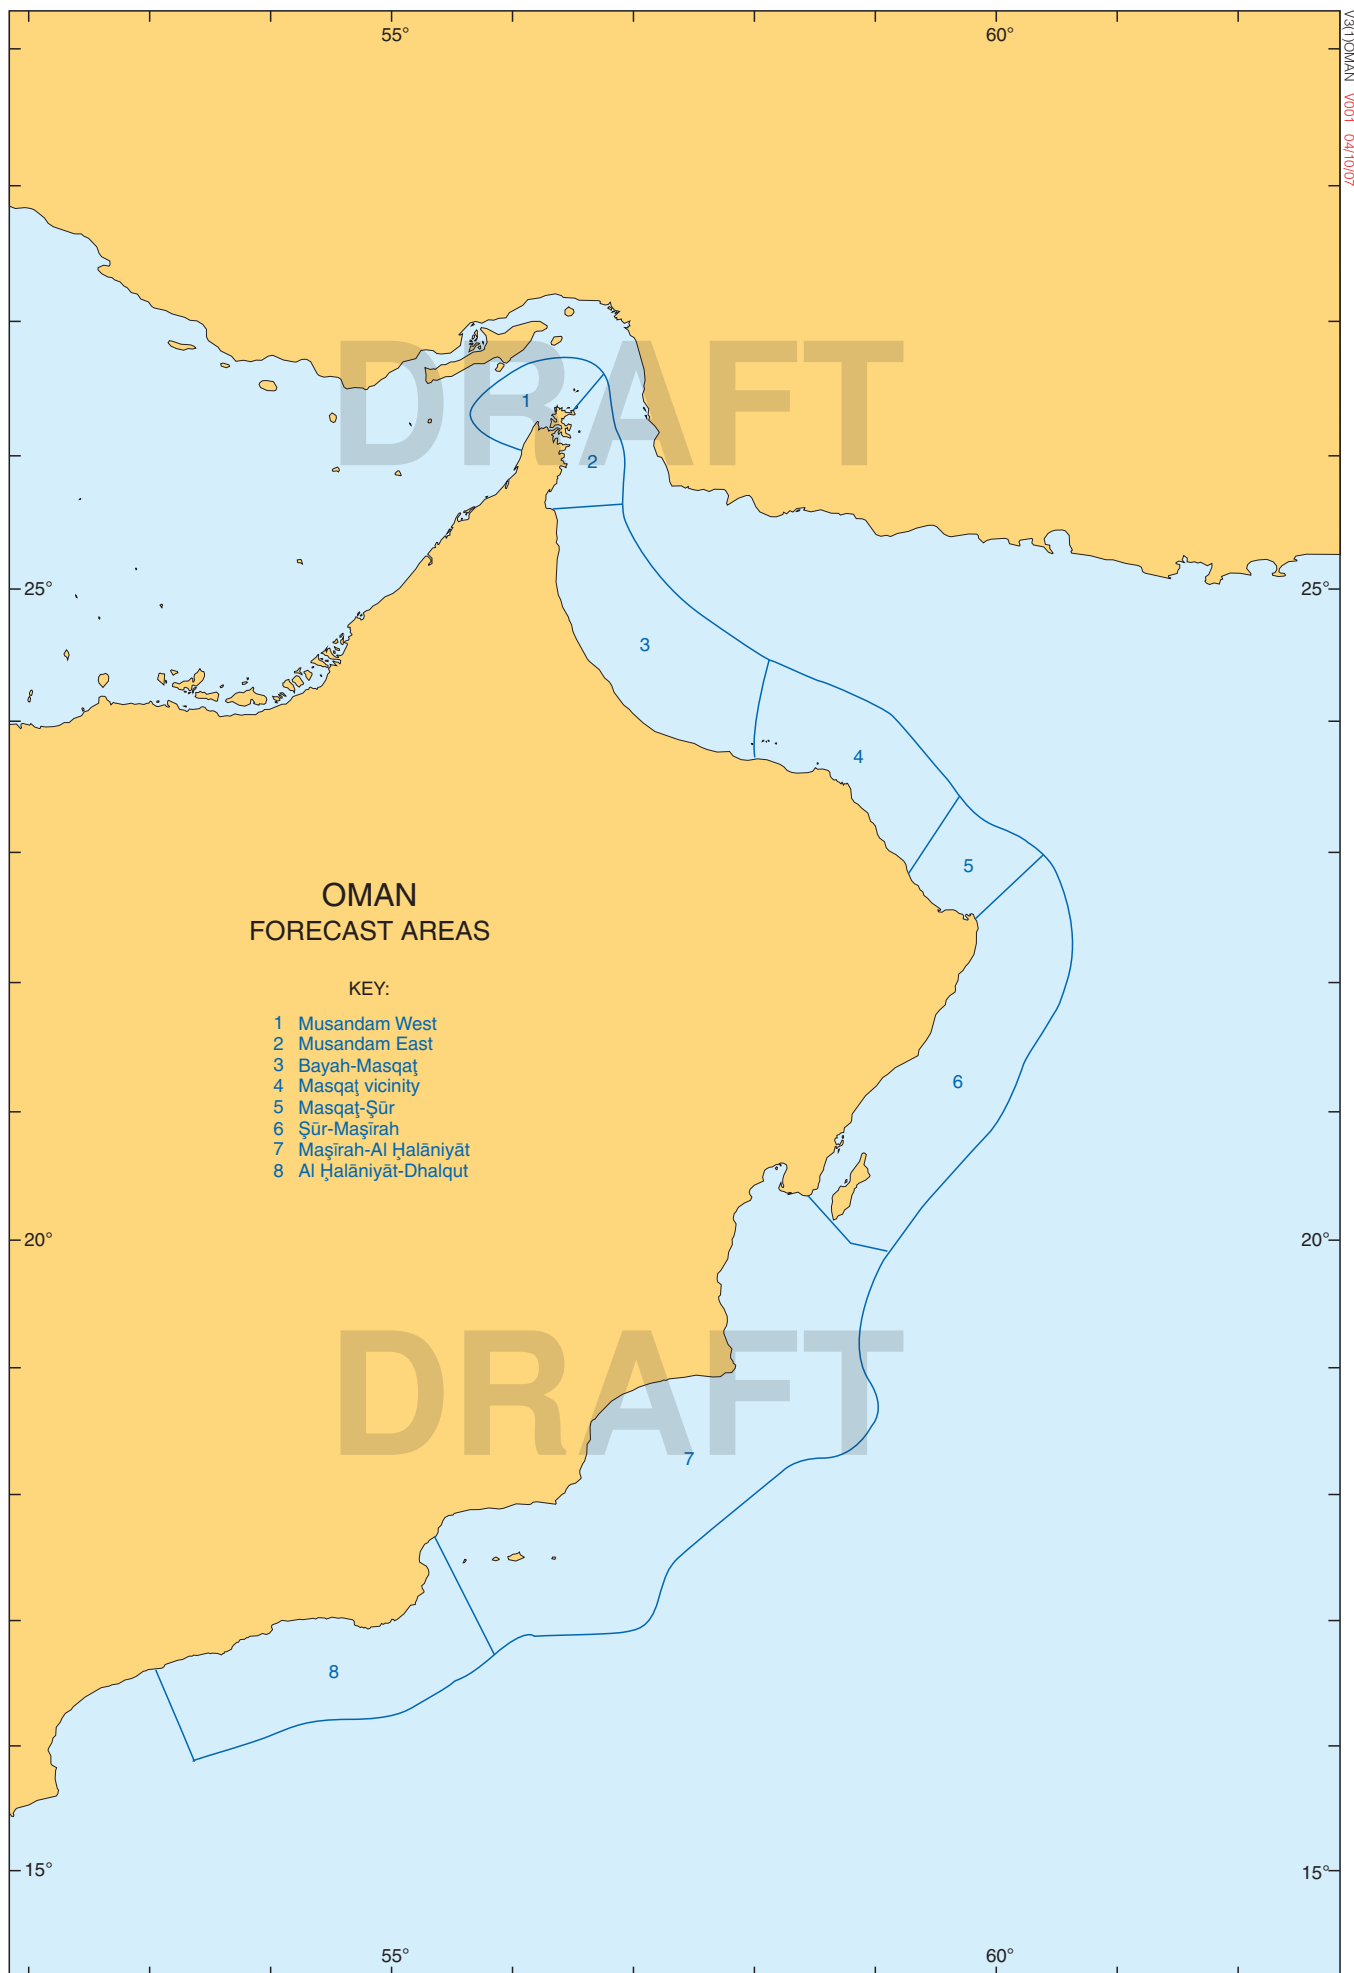 55°
60°
V3(1)OMAN V001 04/10/07
DRAFT
1
2
25°
25°
3
4
5
OMAN
FORECAST AREAS
KEY:
1 Musandam West
2 Musandam East
3 Bayah-Masqaţ
4 Masqaţ vicinity
5 Masqaţ-Şūr
6 Şūr-Maşīrah
7 Maşīrah-Al Ḩalāniyāt
8 Al Ḩalāniyāt-Dhalqut
6
20°
20°
DRAFT
7
8
15°
15°
55°
60°